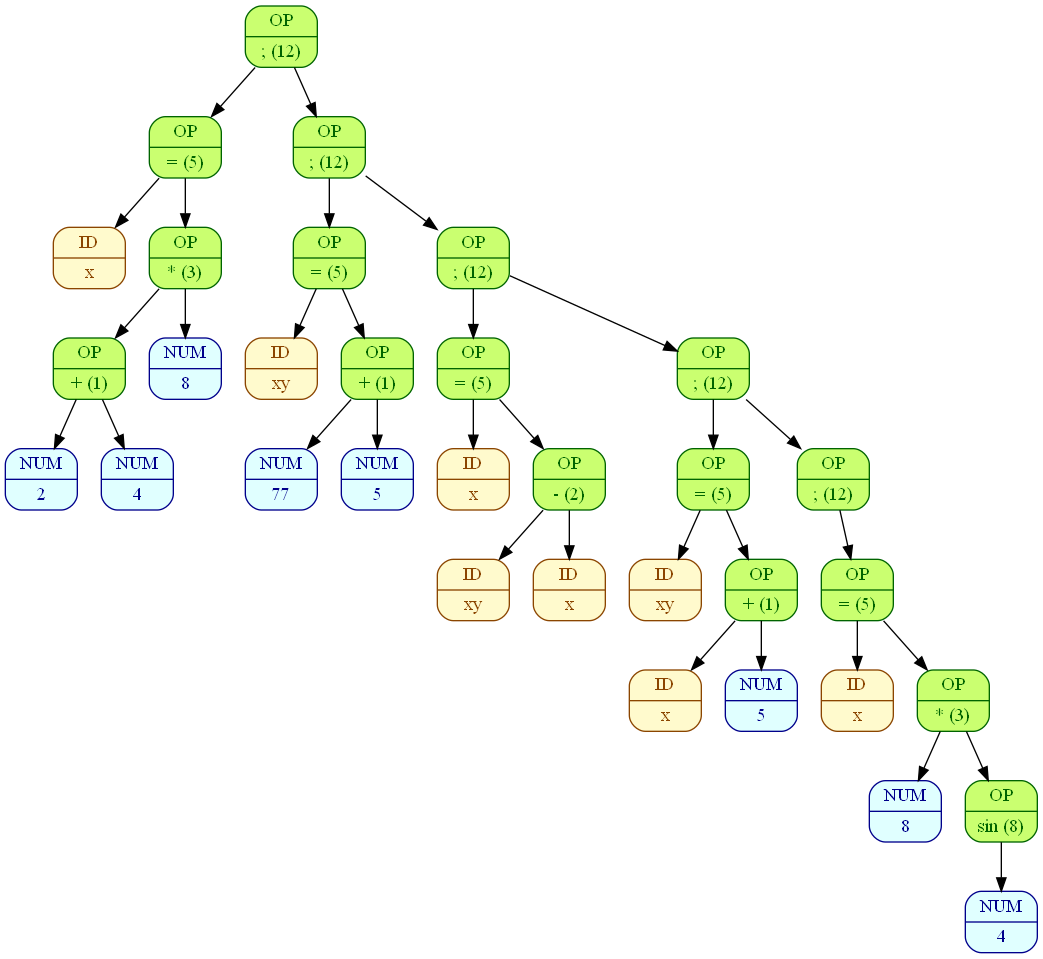 OP
; (12)
OP
= (5)
OP
; (12)
ID
x
OP
* (3)
OP
= (5)
OP
; (12)
OP
+ (1)
NUM
8
ID
xy
OP
+ (1)
OP
= (5)
OP
; (12)
NUM
2
NUM
4
NUM
77
NUM
5
ID
x
OP
- (2)
OP
= (5)
OP
; (12)
ID
xy
ID
x
ID
xy
OP
+ (1)
OP
= (5)
ID
x
NUM
5
ID
x
OP
* (3)
NUM
8
OP
sin (8)
NUM
4